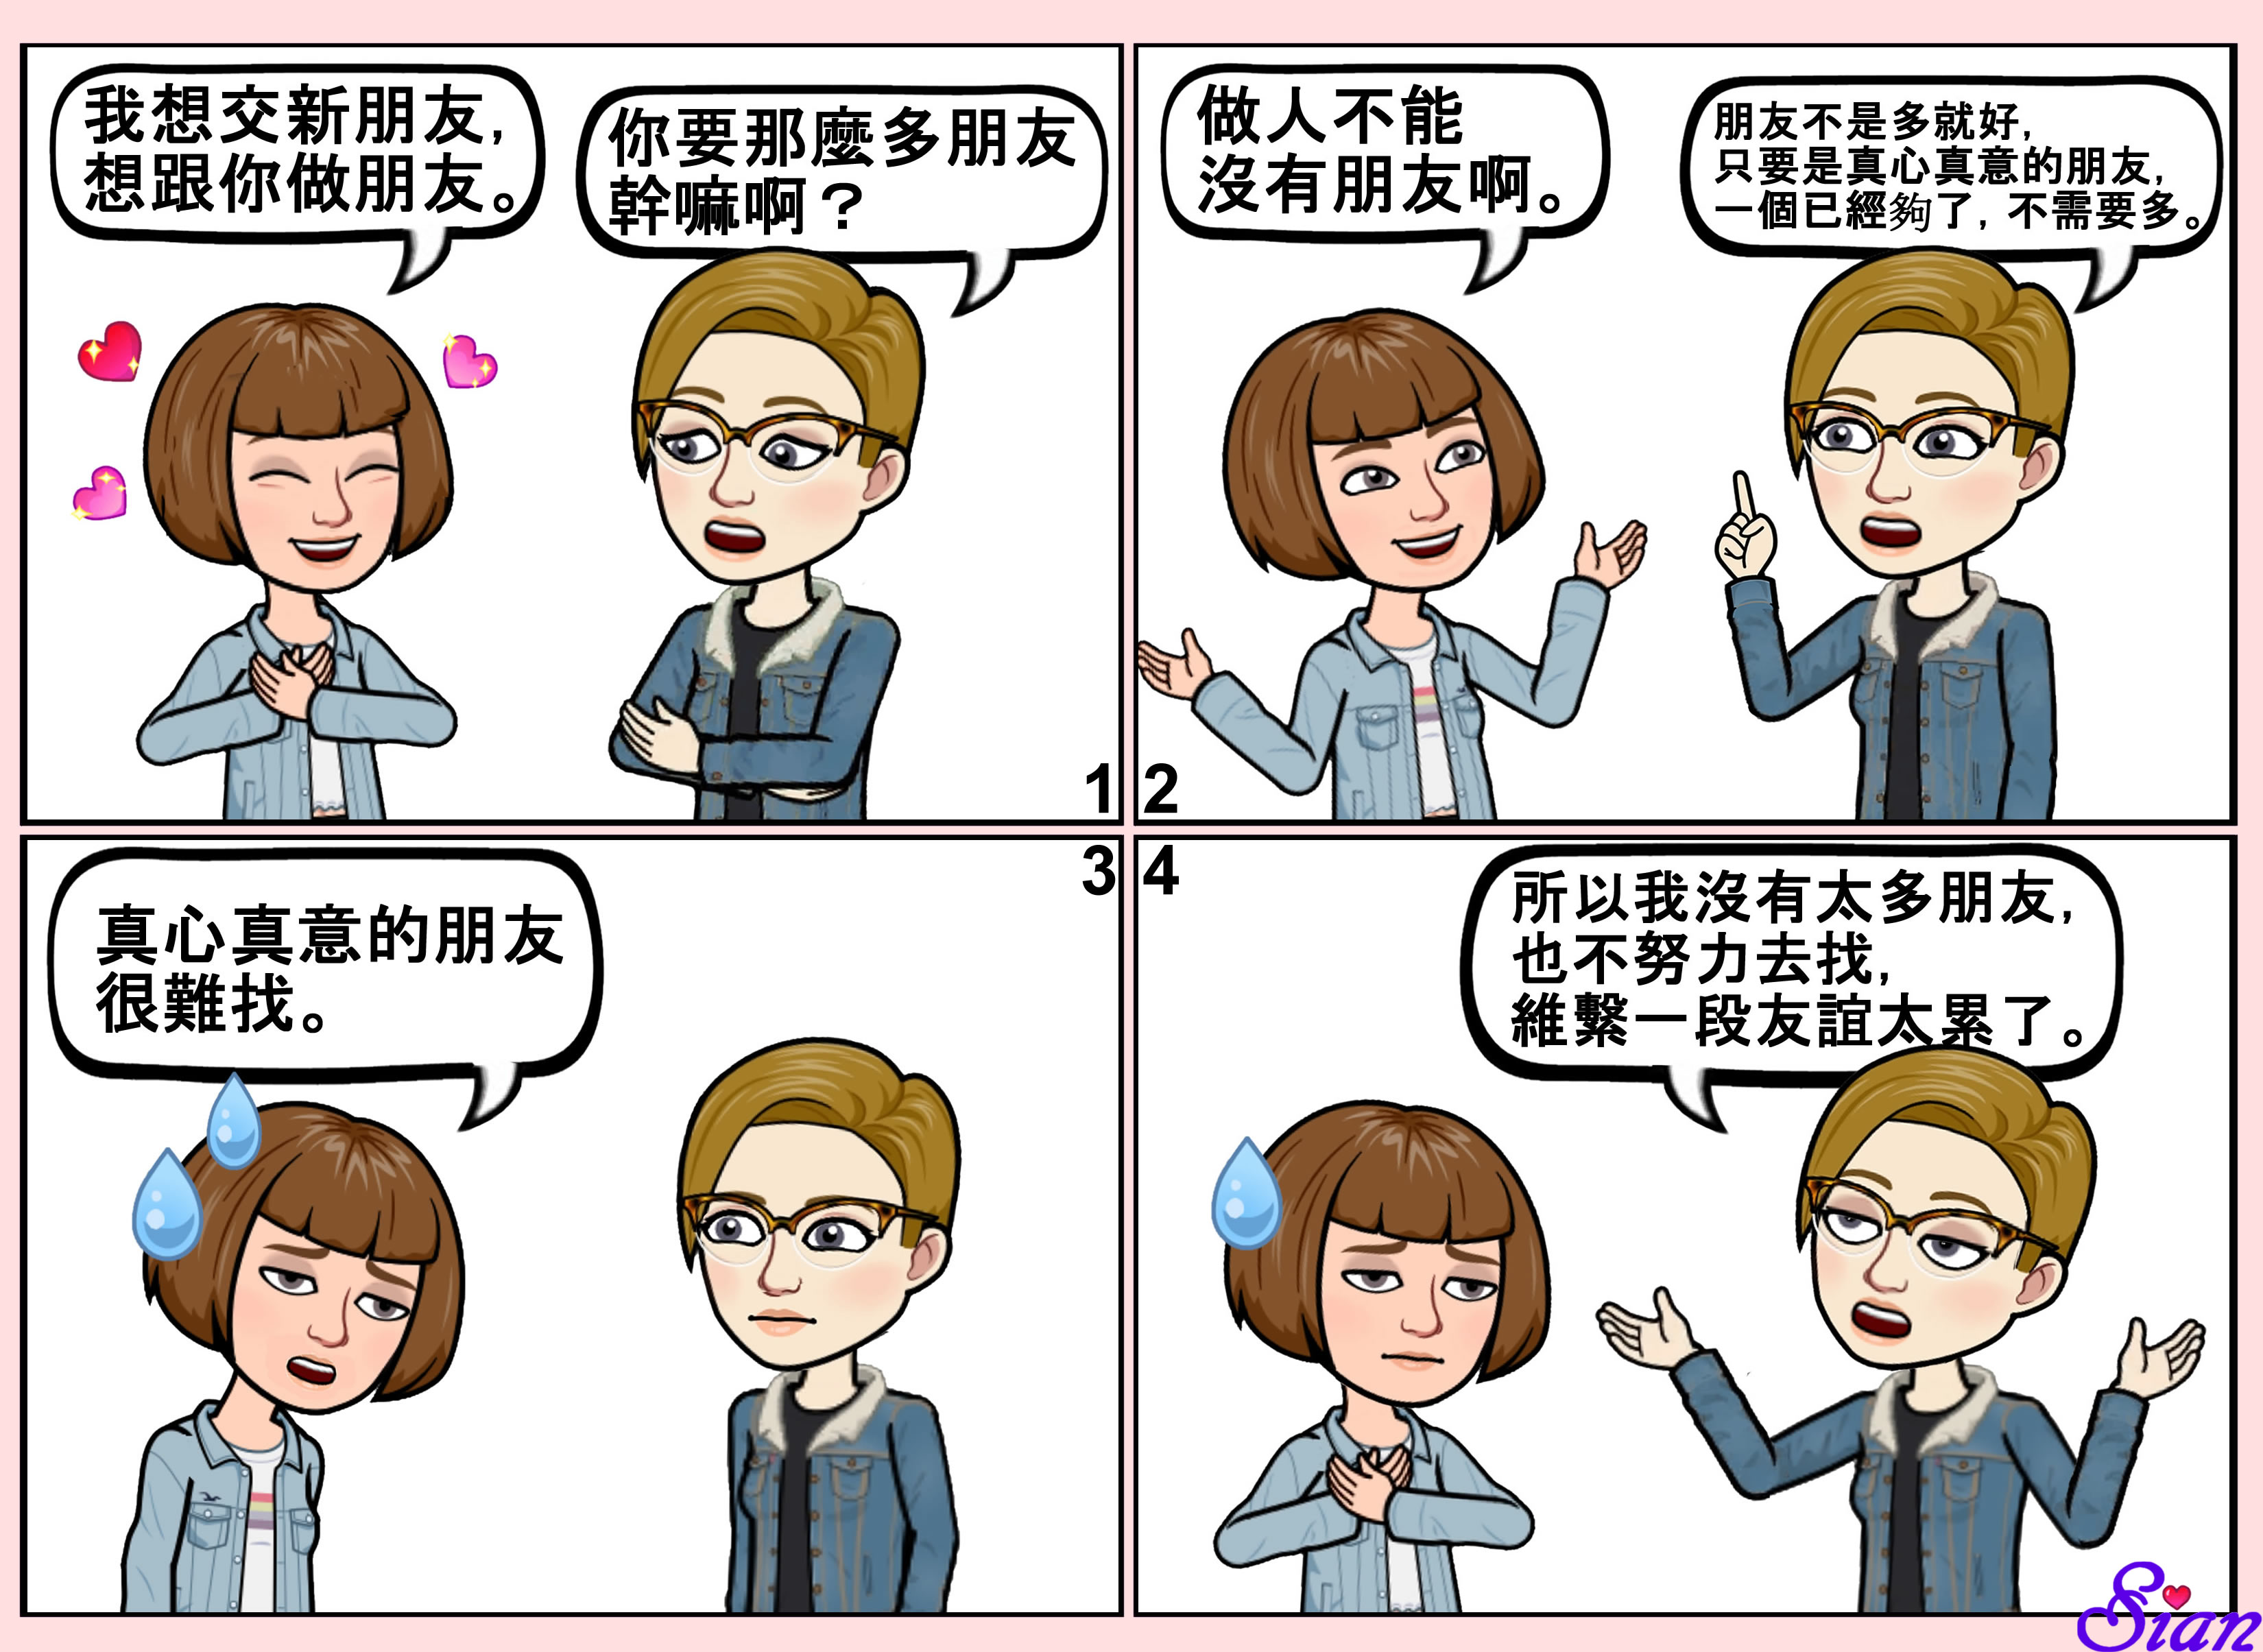 我想交新朋友,
想跟你做朋友。
你要那麼多朋友
幹嘛啊？
1
做人不能
沒有朋友啊。
朋友不是多就好,
只要是真心真意的朋友,
一個已經夠了, 不需要多。
2
真心真意的朋友
很難找。
3
所以我沒有太多朋友,
也不努力去找,
維繫一段友誼太累了。
4
Sian